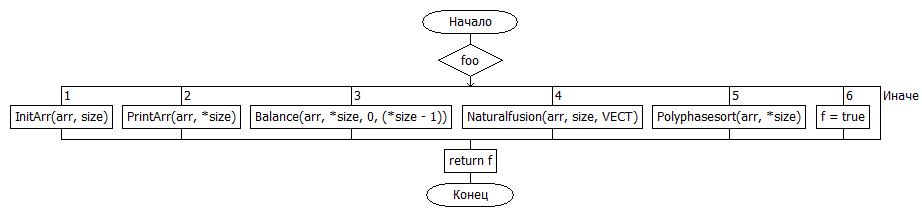 Начало
foo
1 2 3 4 5 6 Иначе
InitArr(arr, size) PrintArr(arr, *size) Balance(arr, *size, 0, (*size - 1)) Naturalfusion(arr, size, VECT) Polyphasesort(arr, *size) f = true
return f
Конец